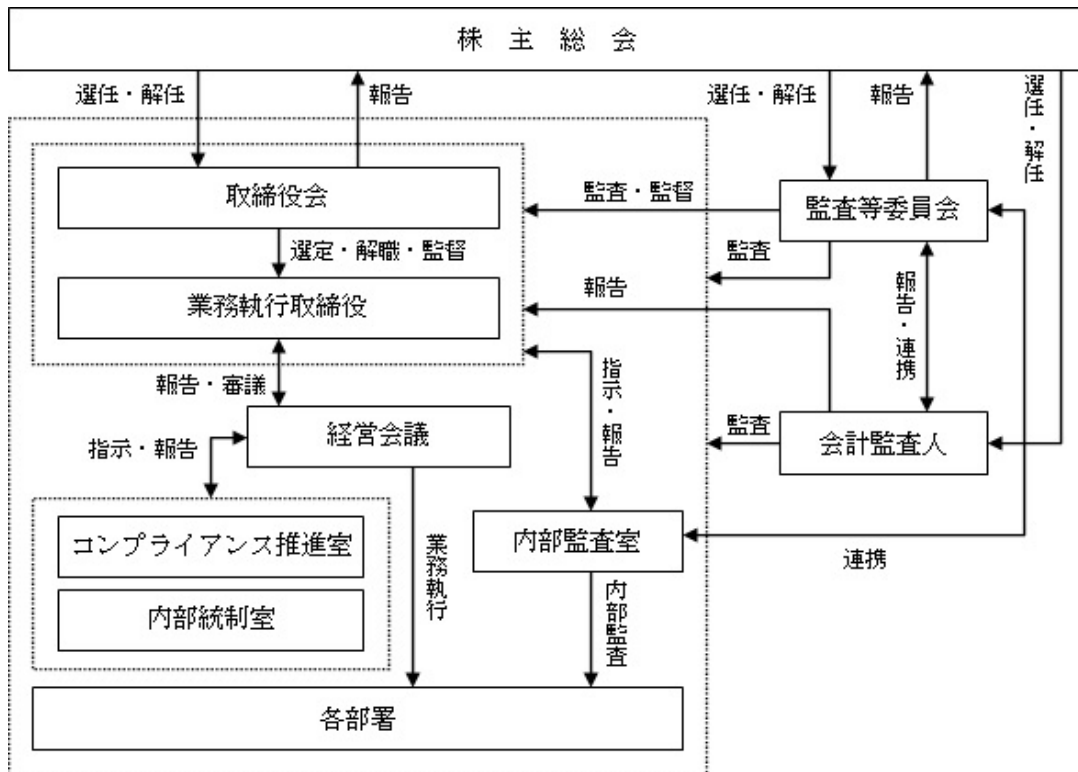 株主総会
選任・解任
報告
選任・解任
報告
選任・解任
取締役会
監査・監督
監査等委員会
選定・解職・監督
監査
業務執行取締役
報告
報告・連携
報告・審議
指示・報告
経営会議
監査
会計監査人
指示・報告
コンプライアンス推進室
内部監査室
連携
業務執行
内部統制室
内部監査
各部署